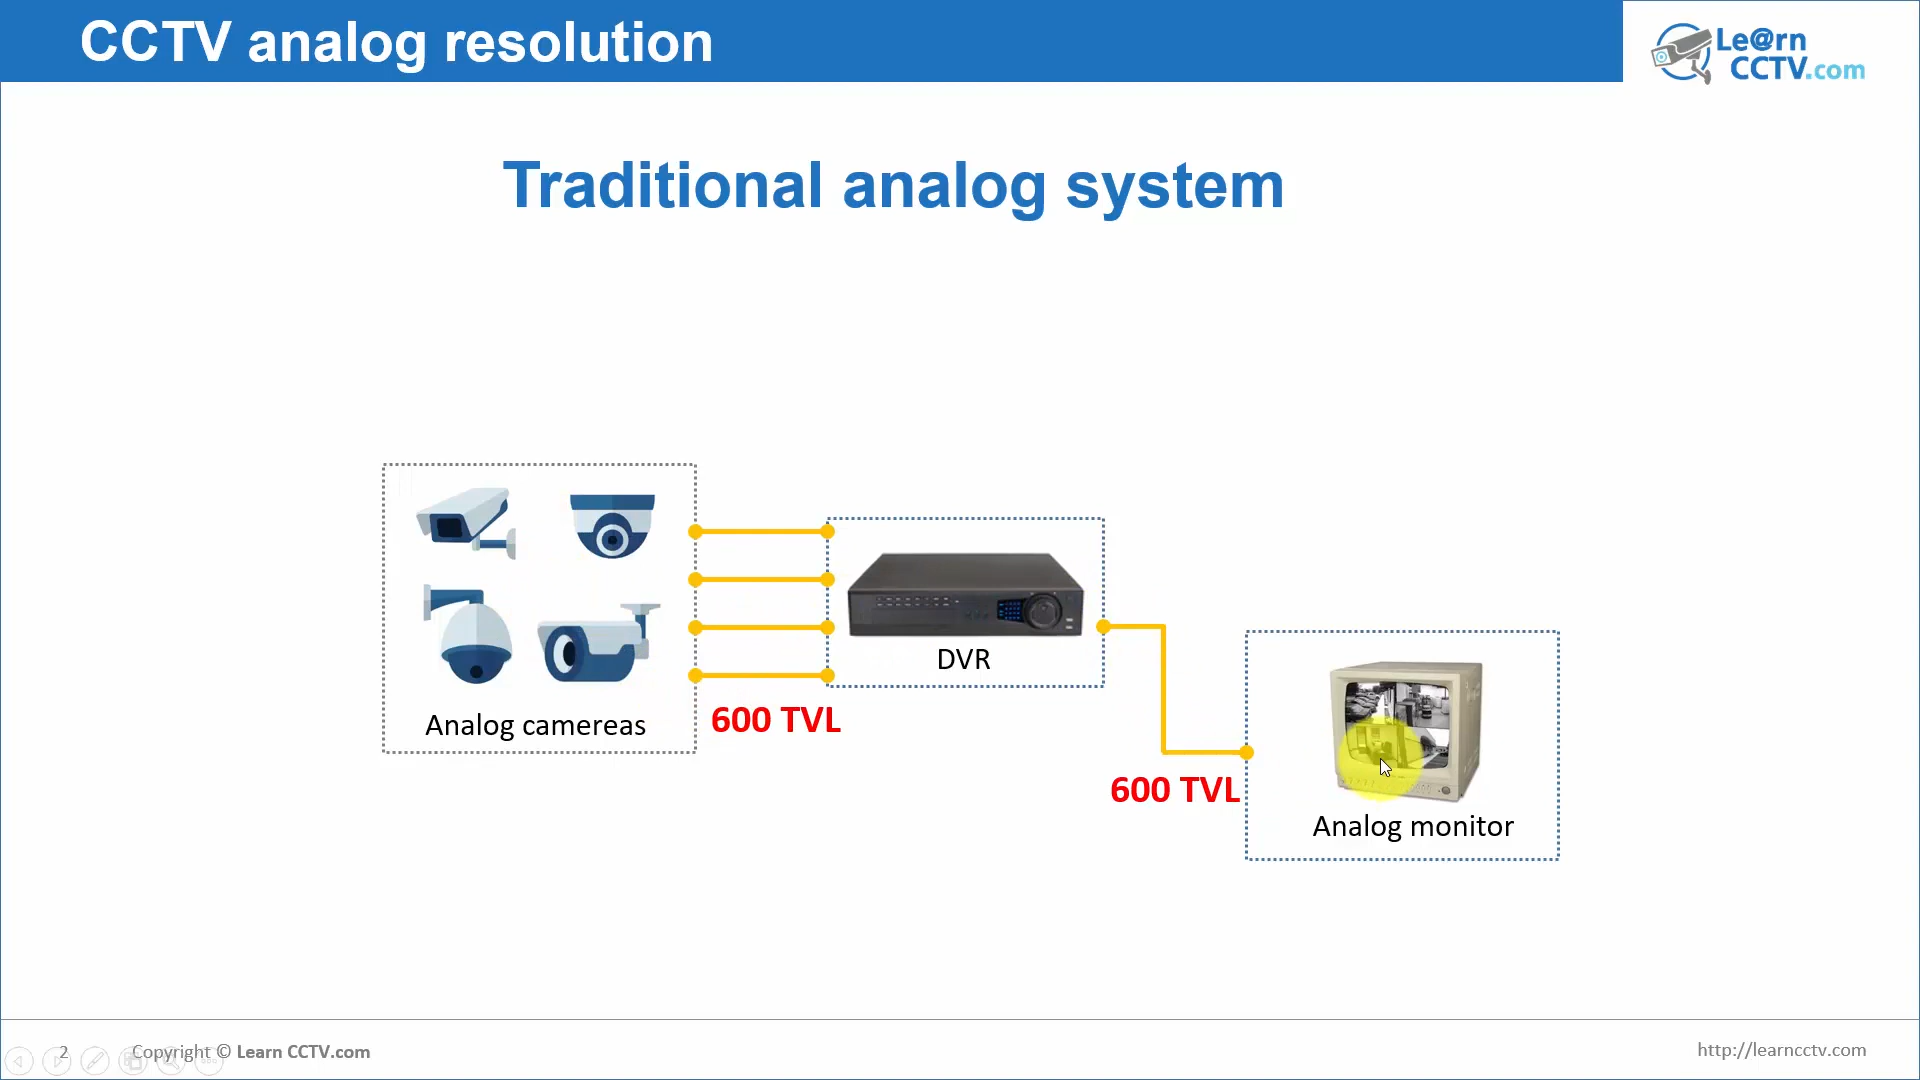 CCTV analog resolution
Le@rn
CCTV.com
Traditional analog system
DVR
Analog camereas
600 TVL
600 TVL
Analog monitor
2
Copyright © Learn CCTV.com
http://learncctv.com